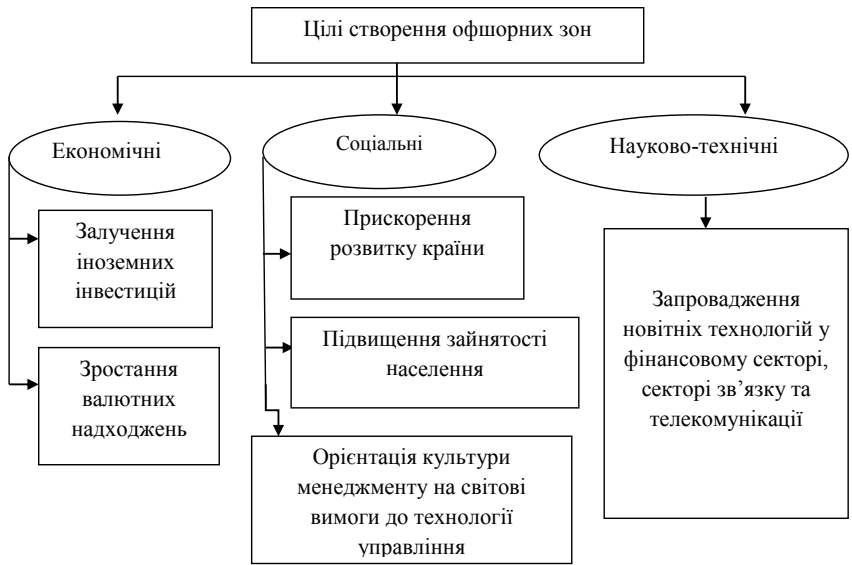 Цілі створення офшорних зон
Економічні
Соціальні
Науково-технічні
Залучення
іноземних
інвестицій
Зростання
валютних
надходжень
Прискорення
розвитку країни
Підвищення зайнятості
населення
Орієнтація культури
менеджменту на світові
вимоги до технології
управління
Запровадження
новітніх технологій у
фінансовому секторі,
секторі зв’язку та
телекомунікації